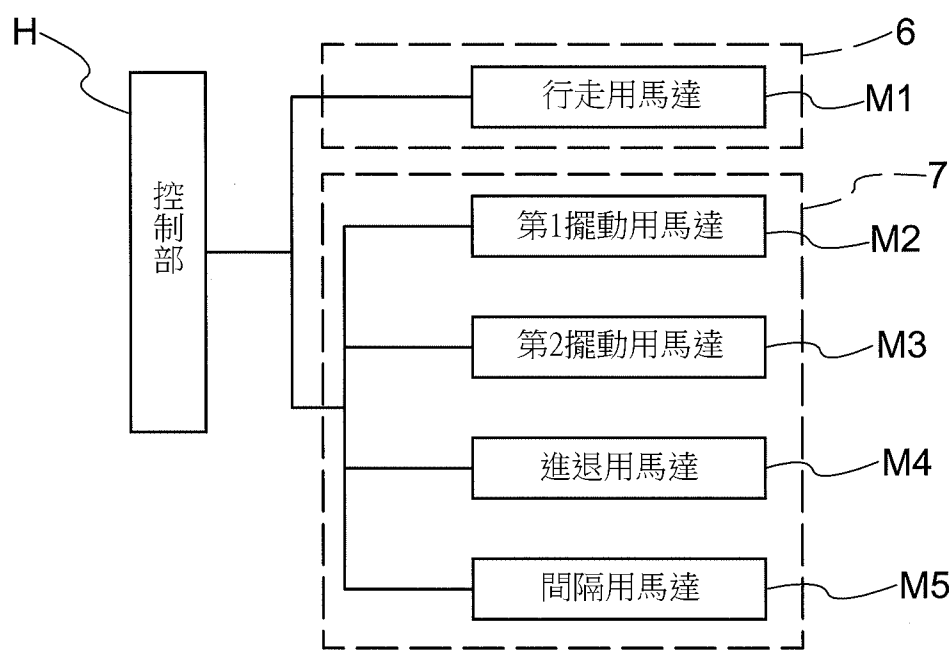 H
控制部
6
行走用馬達
M1
7
第1擺動用馬達
M2
第2擺動用馬達
M3
進退用馬達
M4
間隔用馬達
M5